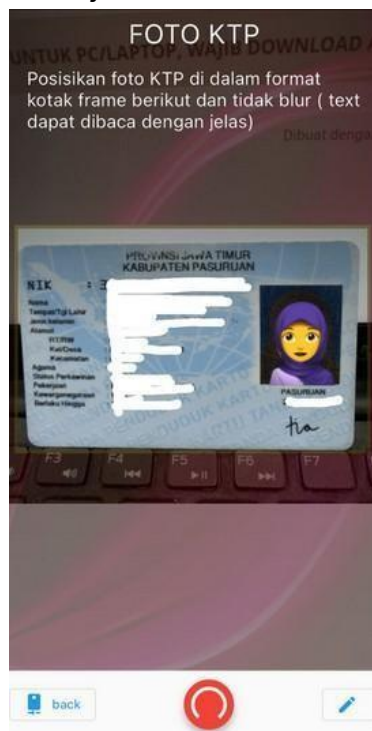 FOTO KTP
UNTUK PC/LAPTOP, WAJIB DOWNLOAD
Posisikan foto KTP di dalam format
kotak frame berikut dan tidak blur ( text
dapat dibaca dengan jelas)
Dibuat denga
PROVINSI JAWA TIMUR
KABUPATEN PASURUAN
NIK : 3
Nama
Tempat/Tgl Lahir
Jenis kelamin
Alamat
RT/RW
Kel/Desa
Kecamatan
Agama
Status Perkawinan
Pekerjaan
Kewarganegaraan
Berlaku Hingga
PASURUAN
F3
F4
F5
F6
F7
back